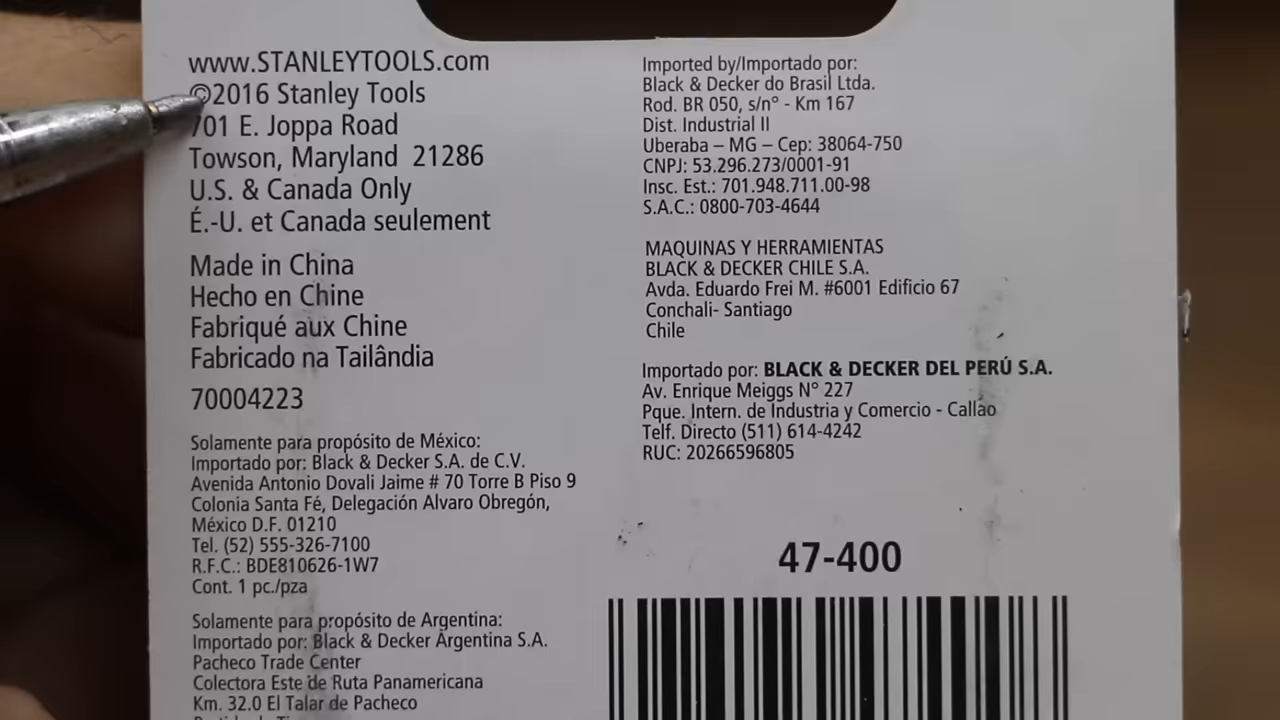 www.STANLEYTOOLS.com
©2016 Stanley Tools
701 E. Joppa Road
Towson, Maryland 21286
U.S. & Canada Only
É.-U. et Canada seulement
Made in China
Hecho en Chine
Fabriqué aux Chine
Fabricado na Tailândia
70004223
Solamente para propósito de México:
Importado por: Black & Decker S.A. de C.V.
Avenida Antonio Dovali Jaime # 70 Torre B Piso 9
Colonia Santa Fé, Delegación Alvaro Obregón,
México D.F. 01210
Tel. (52) 555-326-7100
R.F.C.: BDE810626-1W7
Cont. 1 pc./pza
Solamente para propósito de Argentina:
Importado por: Black & Decker Argentina S.A.
Pacheco Trade Center
Colectora Este de Ruta Panamericana
Km. 32.0 El Talar de Pacheco
Imported by/Importado por:
Black & Decker do Brasil Ltda.
Rod. BR 050, s/n° - Km 167
Dist. Industrial II
Uberaba – MG – Cep: 38064-750
CNPJ: 53.296.273/0001-91
Insc. Est.: 701.948.711.00-98
S.A.C.: 0800-703-4644
MAQUINAS Y HERRAMIENTAS
BLACK & DECKER CHILE S.A.
Avda. Eduardo Frei M. #6001 Edificio 67
Conchali- Santiago
Chile
Importado por: BLACK & DECKER DEL PERÚ S.A.
Av. Enrique Meiggs N° 227
Pque. Intern. de Industria y Comercio - Callao
Telf. Directo (511) 614-4242
RUC: 20266596805
47-400